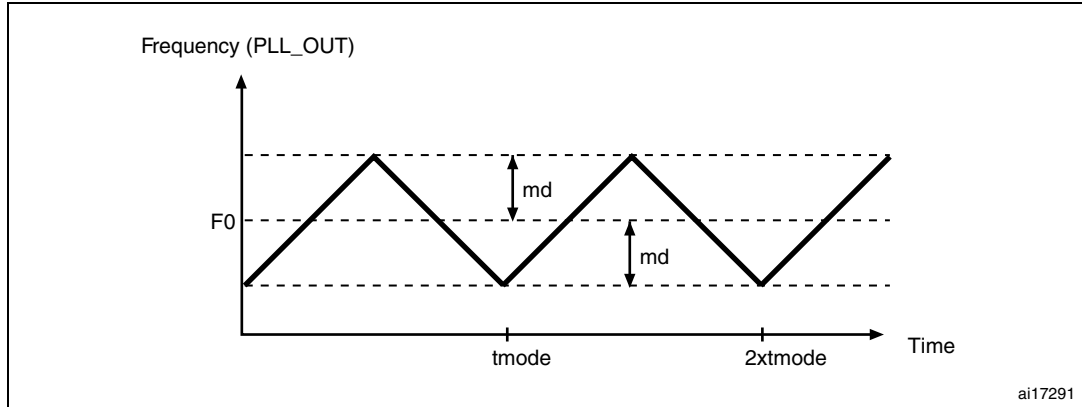 Frequency (PLL_OUT)
md
F0
md
tmode
2xtmode
Time
ai17291